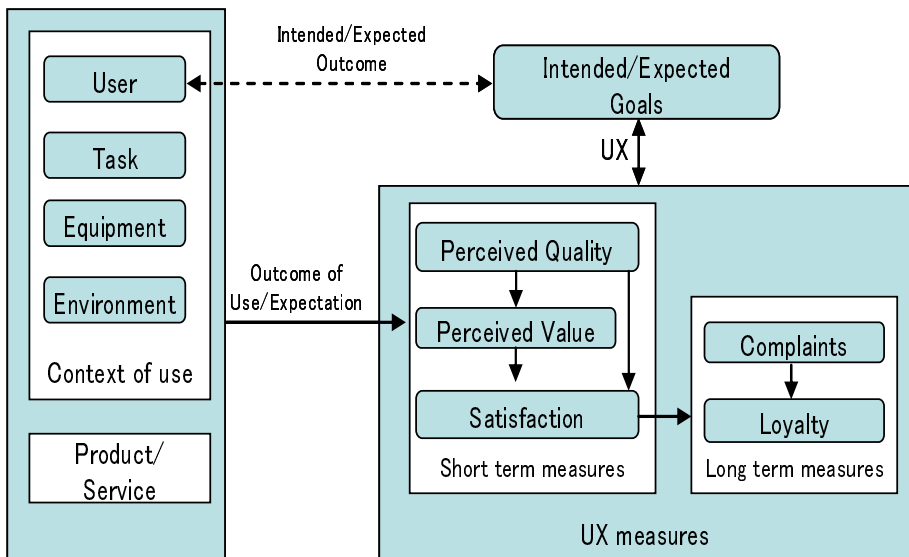 User
Task
Equipment
Environment
Context of use
Product/
Service
Intended/Expected
Outcome
Intended/Expected
Goals
UX
Outcome of
Use/Expectation
Perceived Quality
Perceived Value
Satisfaction
Short term measures
Complaints
Loyalty
Long term measures
UX measures